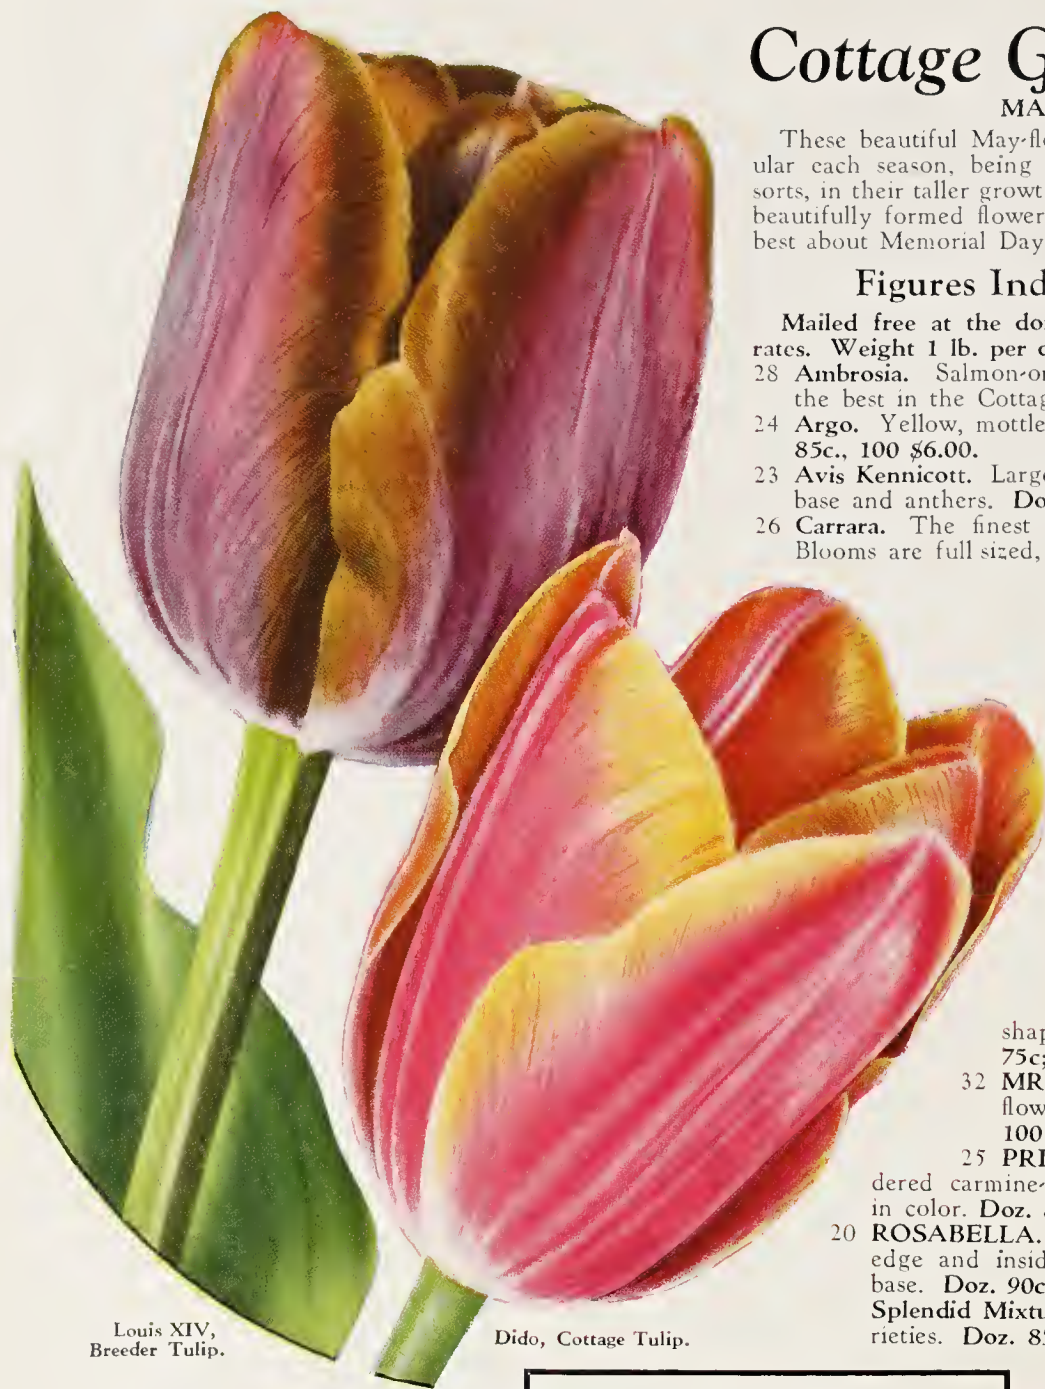 Cottage G
MA
These beautiful May-flo
ular each season, being
sorts, in their taller growt
beautifully formed flower
best about Memorial Day
Figures Ind
Mailed free at the do
rates. Weight 1 lb. per
28 Ambrosia. Salmon-or
the best in the Cottag
24 Argo. Yellow, mottle
85c., 100 $6.00.
23 Avis Kennicott. Large
base and anthers. Do
26 Carrara. The finest
Blooms are full sized,
shap
75c;
32 MR
flow
100
25 PRI
dered carmine-
in color. Doz.
20 ROSABELLA.
edge and insid
base. Doz. 90c
Splendid Mixtu
rieties. Doz. 85
Louis XIV,
Breeder Tulip.
Dido, Cottage Tulip.